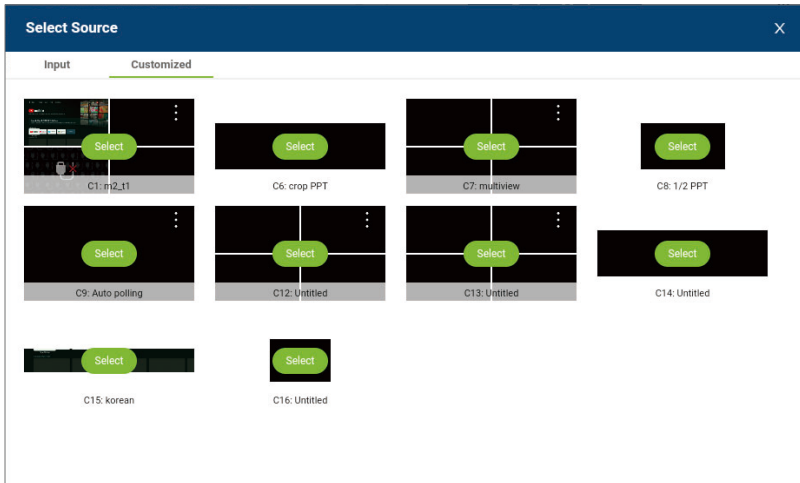 Select Source
X
Input
Customized
Select
Select
Select
Select
C1: m2_t1
C6: crop PPT
C7: multiview
C8: 1/2 PPT
Select
Select
Select
Select
C9: Auto polling
C12: Untitled
C13: Untitled
C14: Untitled
Select
Select
C15: korean
C16: Untitled